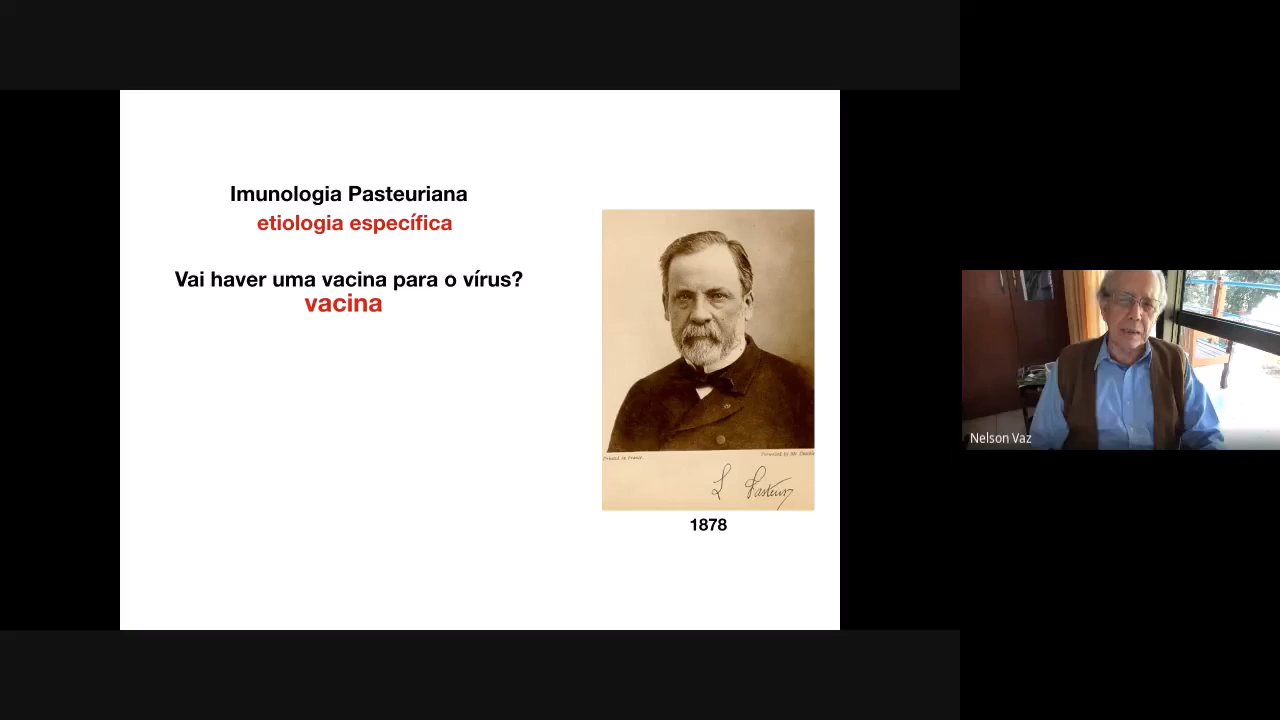 Imunologia Pasteuriana
etiologia específica
Vai haver uma vacina para o vírus?
vacina
L Pasteur
1878
Nelson Vaz